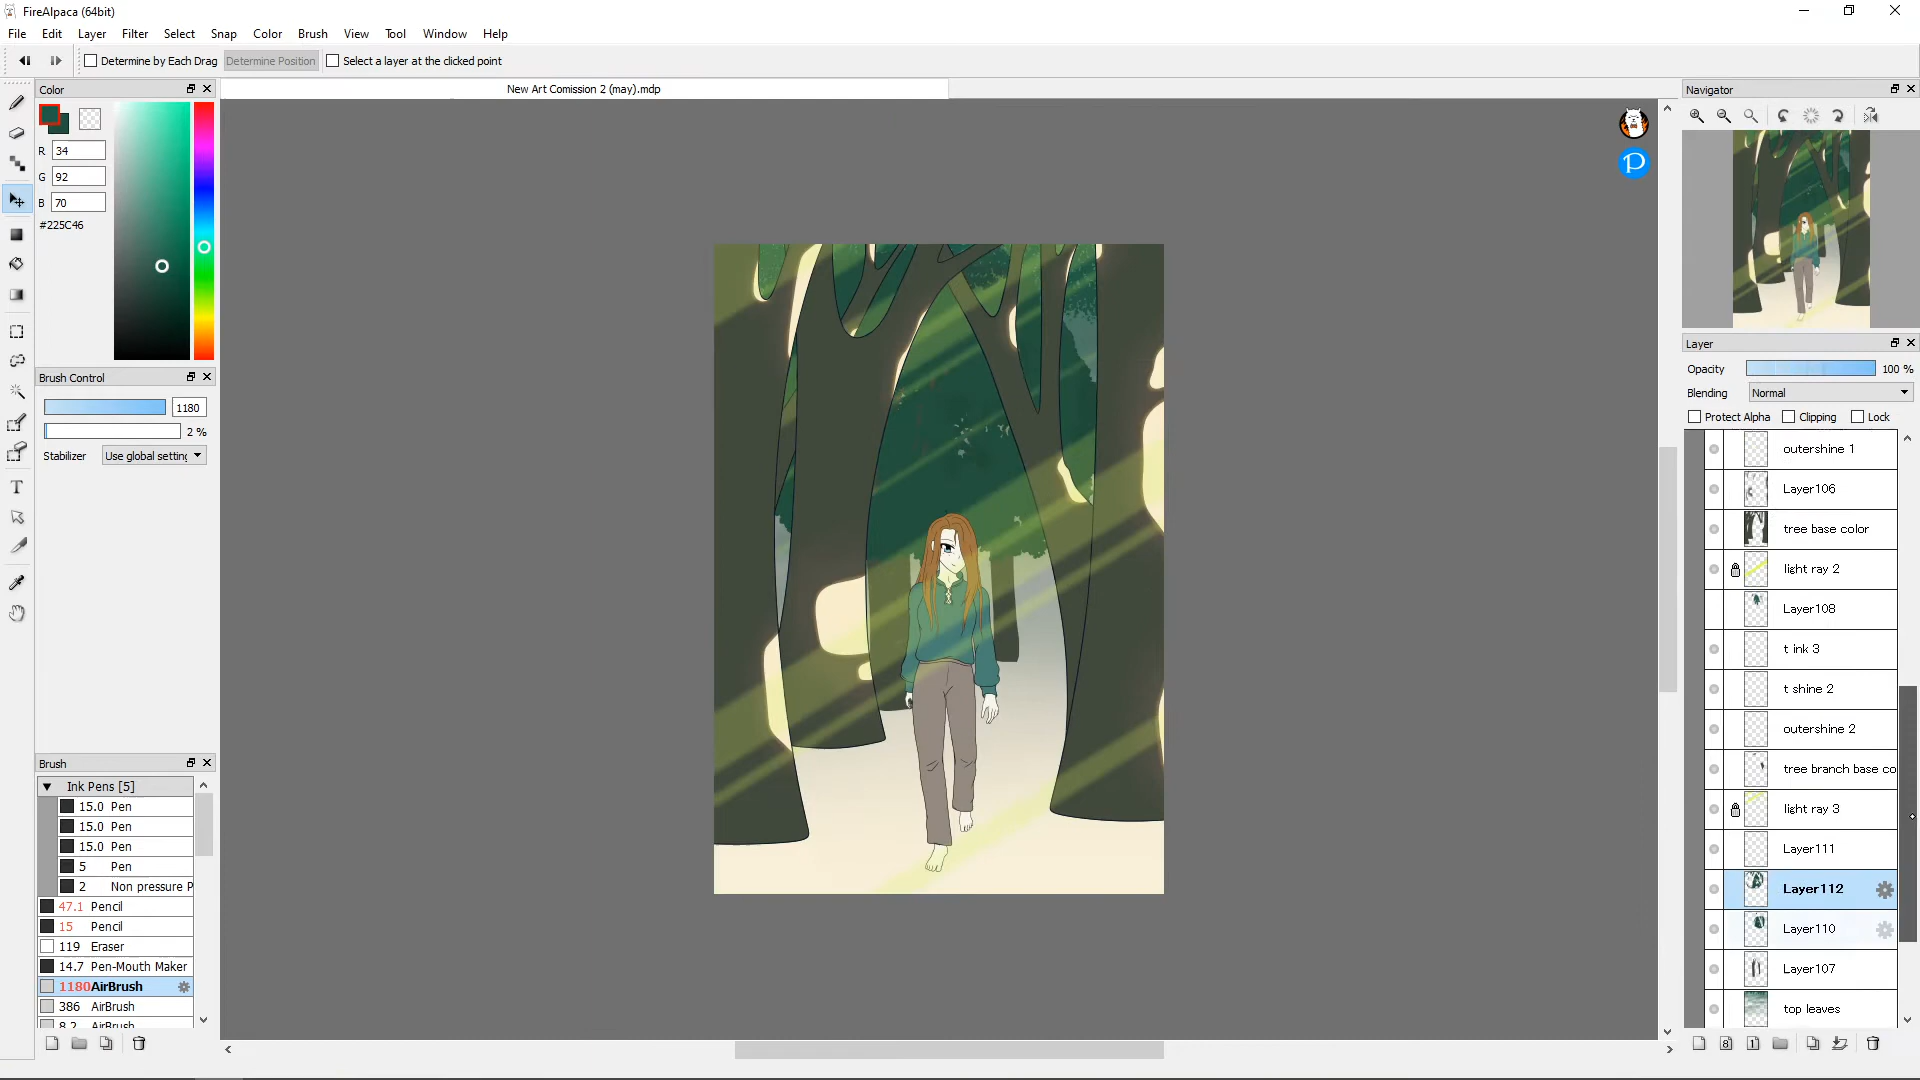 FireAlpaca (64bit)
File Edit Layer Filter Select Snap Color Brush View Tool Window Help
Determine by Each Drag Determine Position Select a layer at the clicked point
Color
R 34
G 92
B 70
#225C46
Brush Control
1180
2 %
Stabilizer Use global setting
Brush
Ink Pens [5]
15.0 Pen
15.0 Pen
15.0 Pen
5 Pen
2 Non pressure P
47.1 Pencil
15 Pencil
119 Eraser
14.7 Pen-Mouth Maker
1180 AirBrush
386 AirBrush
8.2 AirBrush
New Art Comission 2 (may).mdp
Navigator
Layer
Opacity 100 %
Blending Normal
Protect Alpha Clipping Lock
outershine 1
Layer106
tree base color
light ray 2
Layer108
t ink 3
t shine 2
outershine 2
tree branch base co
light ray 3
Layer111
Layer112
Layer110
Layer107
top leaves
8 1